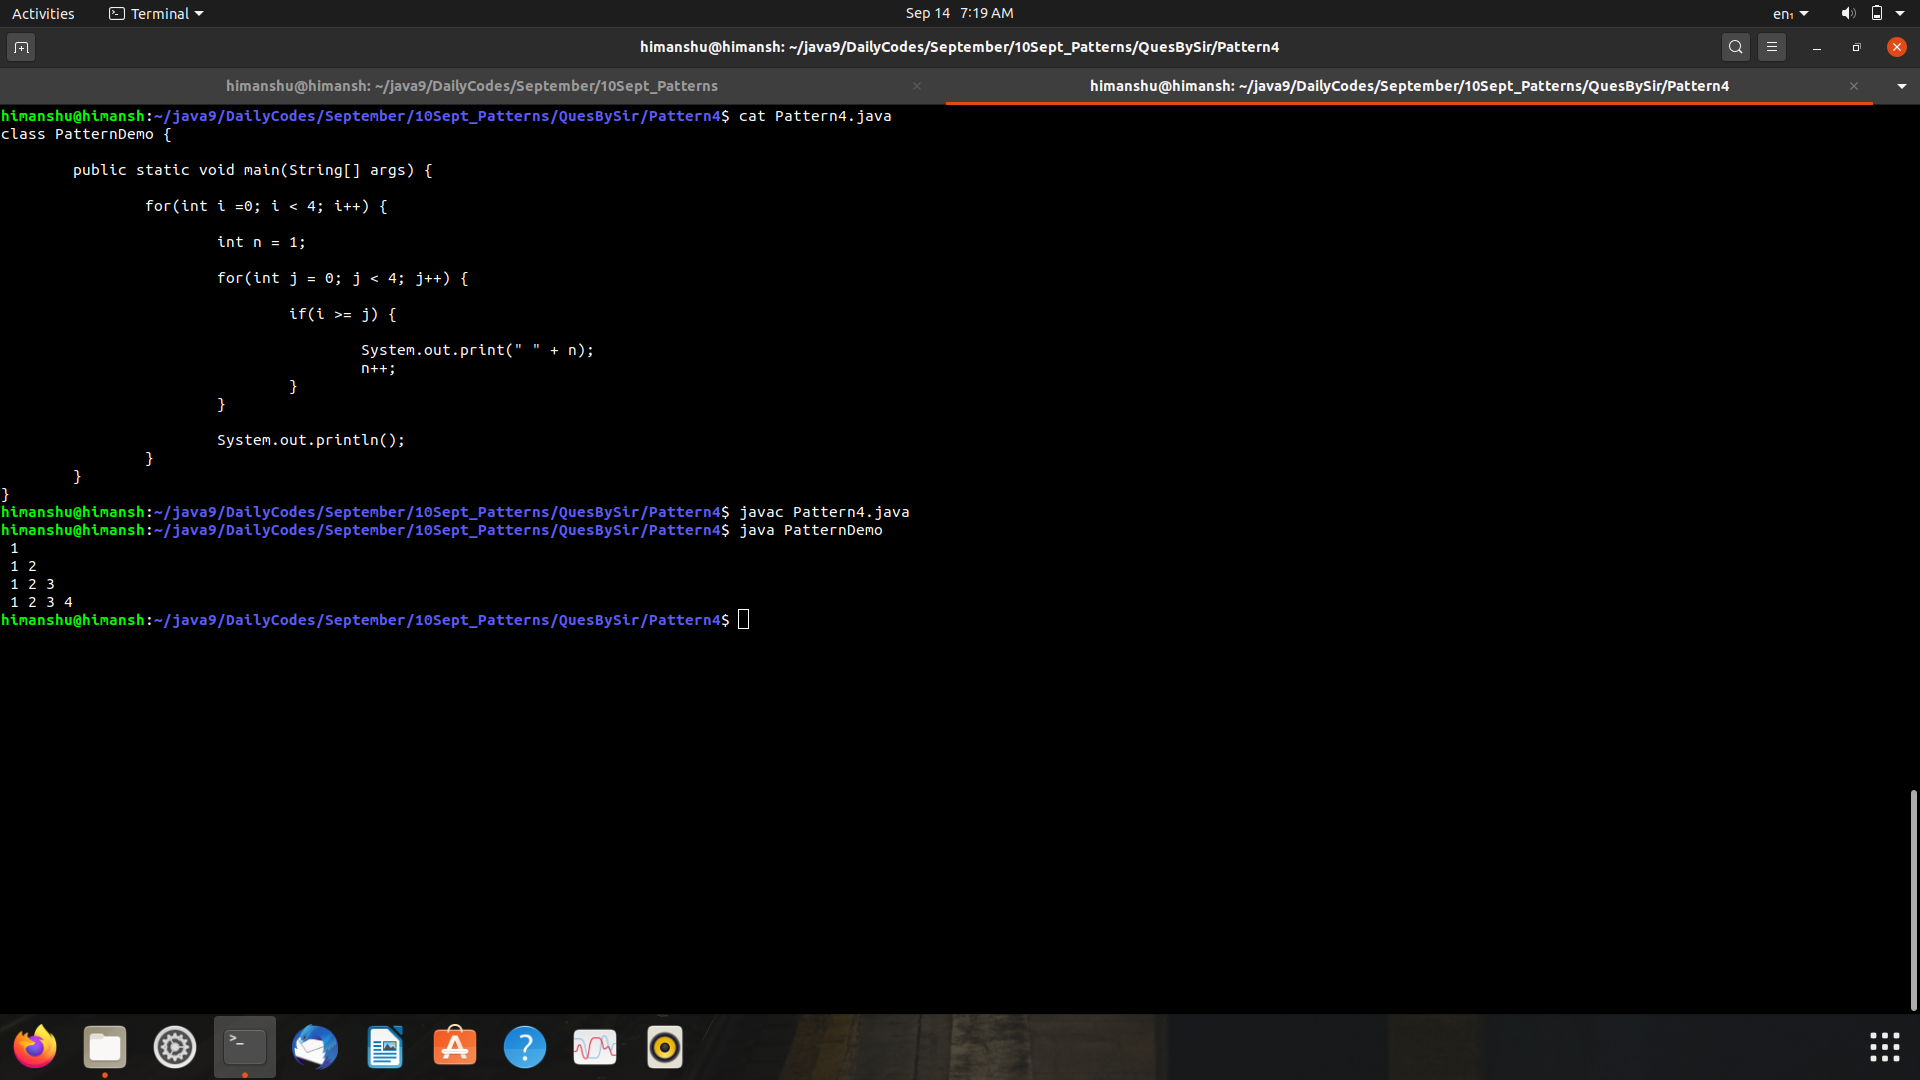 Activities Terminal Sep 14 7:19 AM en₁
himanshu@himansh: ~/java9/DailyCodes/September/10Sept_Patterns/QuesBySir/Pattern4
himanshu@himansh: ~/java9/DailyCodes/September/10Sept_Patterns himanshu@himansh: ~/java9/DailyCodes/September/10Sept_Patterns/QuesBySir/Pattern4
himanshu@himansh:~/java9/DailyCodes/September/10Sept_Patterns/QuesBySir/Pattern4$ cat Pattern4.java
class PatternDemo {
public static void main(String[] args) {
for(int i =0; i < 4; i++) {
int n = 1;
for(int j = 0; j < 4; j++) {
if(i >= j) {
System.out.print(" " + n);
n++;
}
}
System.out.println();
}
}
}
himanshu@himansh:~/java9/DailyCodes/September/10Sept_Patterns/QuesBySir/Pattern4$ javac Pattern4.java
himanshu@himansh:~/java9/DailyCodes/September/10Sept_Patterns/QuesBySir/Pattern4$ java PatternDemo
1
1 2
1 2 3
1 2 3 4
himanshu@himansh:~/java9/DailyCodes/September/10Sept_Patterns/QuesBySir/Pattern4$